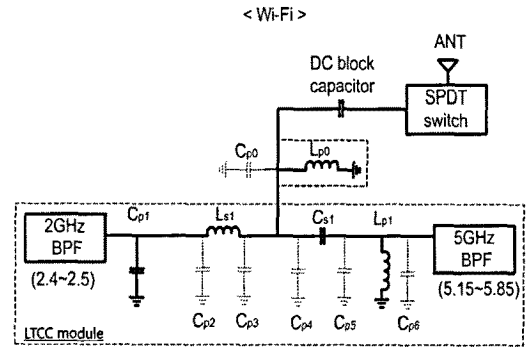 < Wi-Fi >
ANT
DC block
capacitor
SPDT
switch
Cp0
Lp0
Cp1
Ls1
Cs1
Lp1
2GHz
BPF
5GHz
BPF
(2.4~2.5)
(5.15~5.85)
Cp2
Cp3
Cp4
Cp5
Cp6
LTCC module